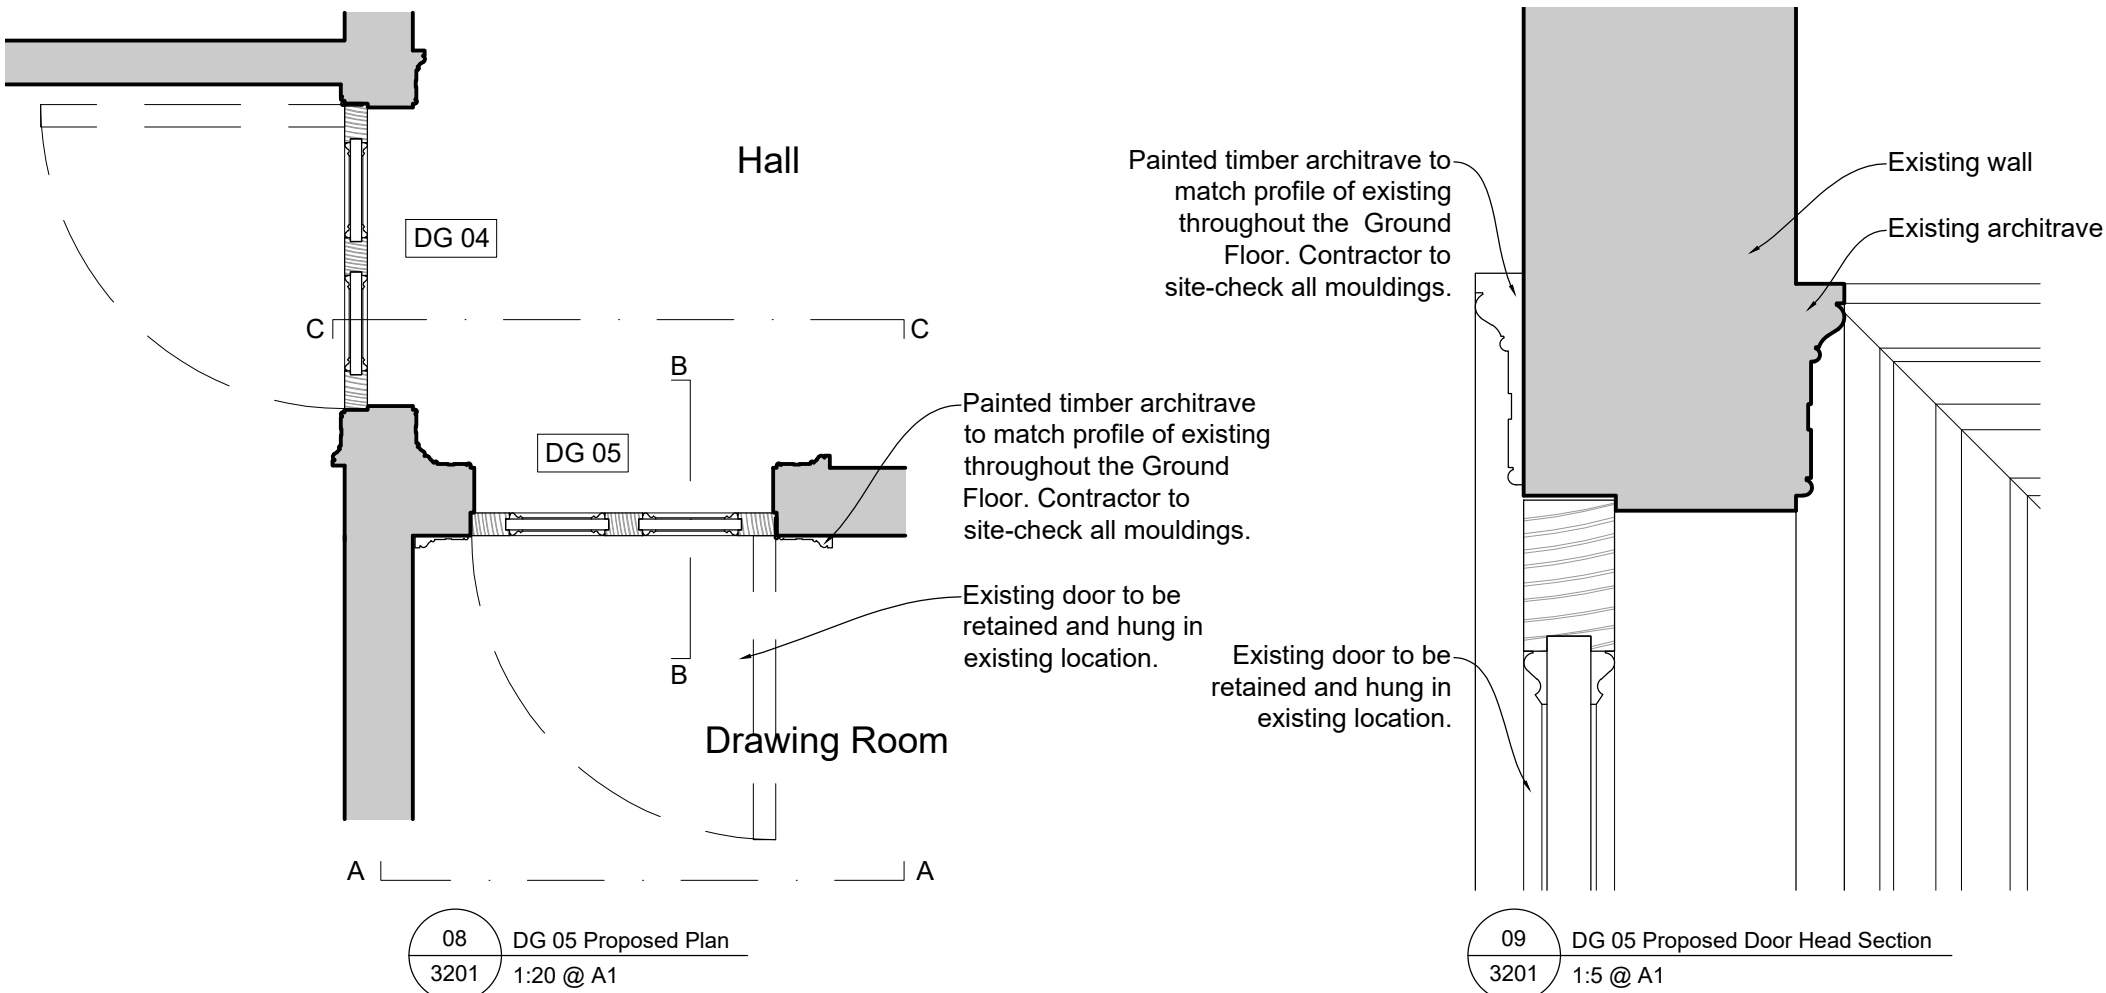 Hall
DG 04
C
C
B
DG 05
Painted timber architrave
to match profile of existing
throughout the Ground
Floor. Contractor to
site-check all mouldings.
Existing door to be
retained and hung in
existing location.
B
Drawing Room
A
A
08
3201
DG 05 Proposed Plan
1:20 @ A1
Painted timber architrave to
match profile of existing
throughout the Ground
Floor. Contractor to
site-check all mouldings.
Existing wall
Existing architrave
Existing door to be
retained and hung in
existing location.
09
3201
DG 05 Proposed Door Head Section
1:5 @ A1